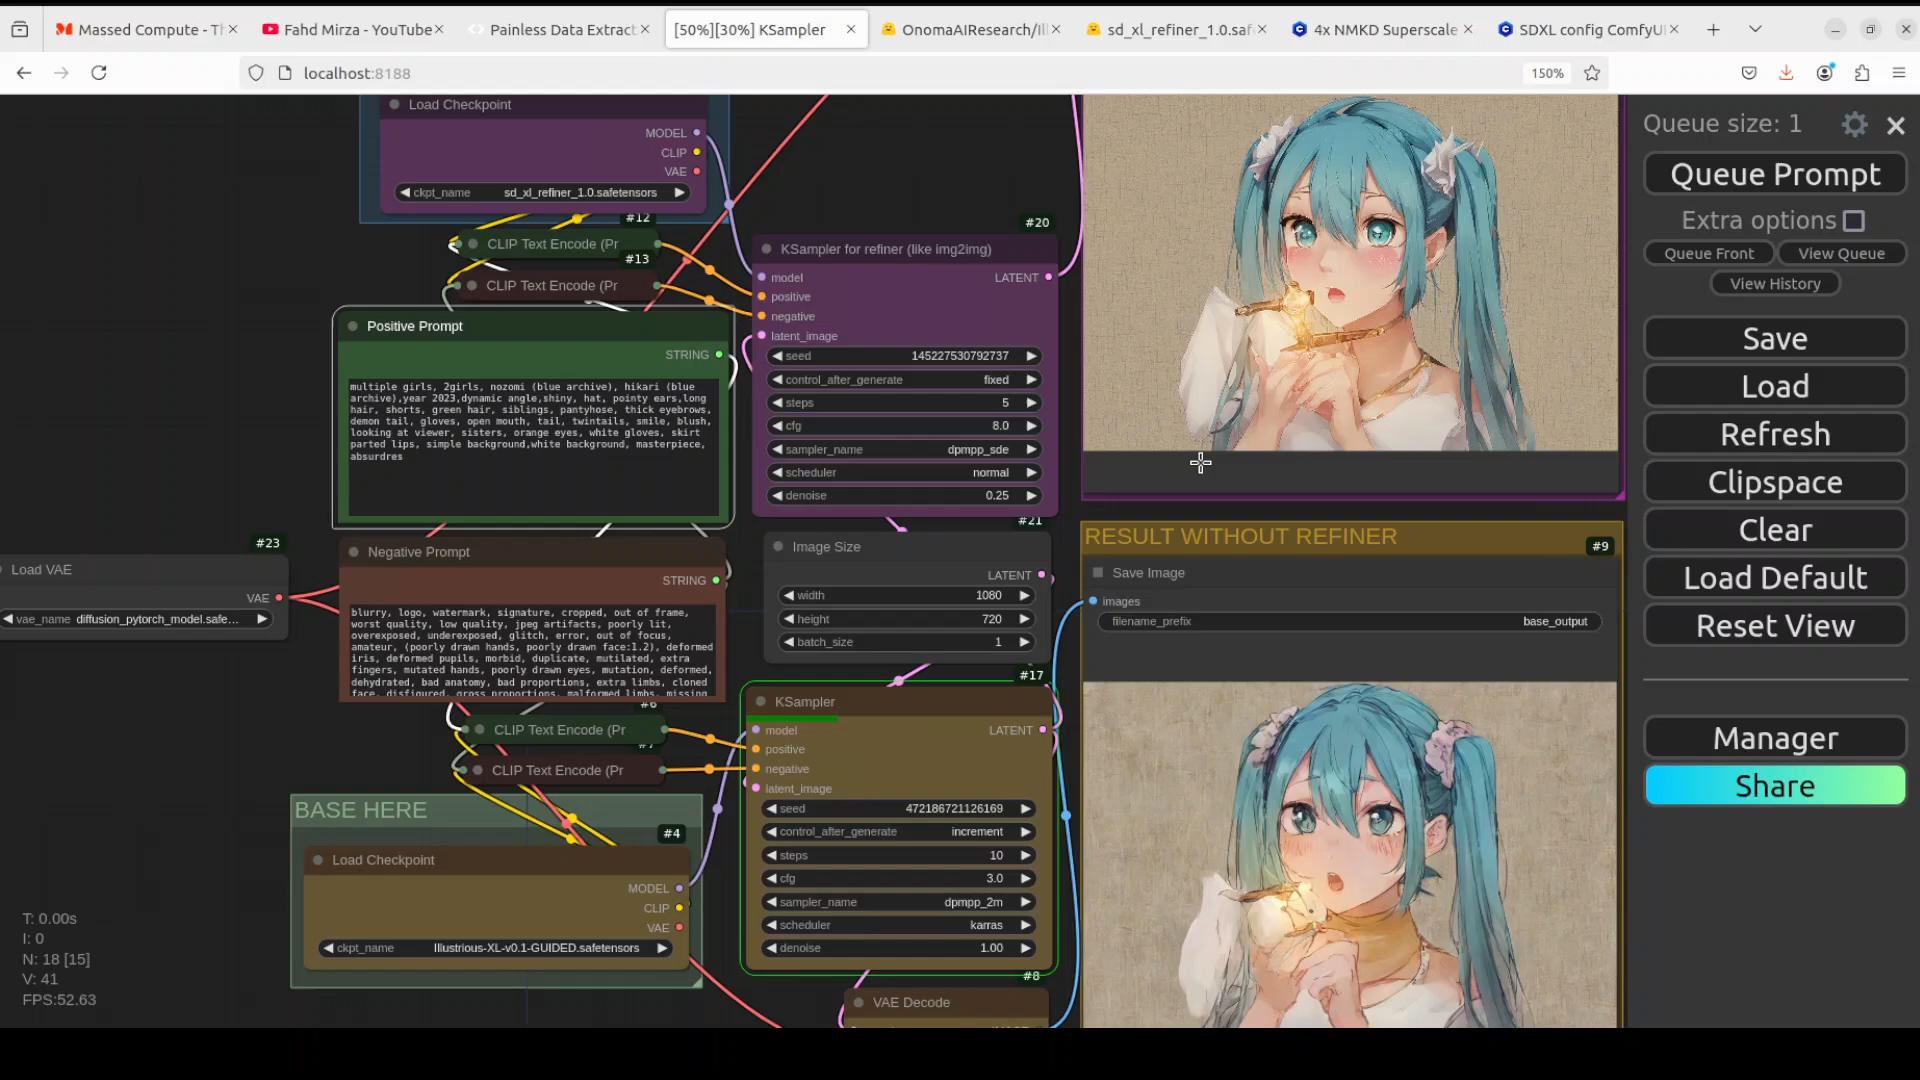 Massed Compute - Th
Fahd Mirza - YouTube
Painless Data Extract
[50%][30%] KSampler
OnomaAIResearch/Ill
sd_xl_refiner_1.0.saf
4x NMKD Superscale
SDXL config ComfyUI
localhost:8188
150%
Load Checkpoint
MODEL
CLIP
VAE
ckpt_name sd_xl_refiner_1.0.safetensors
#12
CLIP Text Encode (Pr
#13
CLIP Text Encode (Pr
Positive Prompt
STRING
multiple girls, 2girls, nozomi (blue archive), hikari (blue
archive),year 2023,dynamic angle,shiny, hat, pointy ears,long
hair, shorts, green hair, siblings, pantyhose, thick eyebrows,
demon tail, gloves, open mouth, tail, twintails, smile, blush,
looking at viewer, sisters, orange eyes, white gloves, skirt
parted lips, simple background,white background, masterpiece,
absurdres
#23
Load VAE
VAE
vae_name diffusion_pytorch_model.safe...
Negative Prompt
STRING
blurry, logo, watermark, signature, cropped, out of frame,
worst quality, low quality, jpeg artifacts, poorly lit,
overexposed, underexposed, glitch, error, out of focus,
amateur, (poorly drawn hands, poorly drawn face:1.2), deformed
iris, deformed pupils, morbid, duplicate, mutilated, extra
fingers, mutated hands, poorly drawn eyes, mutation, deformed,
dehydrated, bad anatomy, bad proportions, extra limbs, cloned
face, disfigured, gross proportions, malformed limbs, missing
#6
CLIP Text Encode (Pr
#7
CLIP Text Encode (Pr
BASE HERE
#4
Load Checkpoint
MODEL
CLIP
VAE
ckpt_name Illustrious-XL-v0.1-GUIDED.safetensors
T: 0.00s
I: 0
N: 18 [15]
V: 41
FPS:52.63
#20
KSampler for refiner (like img2img)
model LATENT
positive
negative
latent_image
seed 145227530792737
control_after_generate fixed
steps 5
cfg 8.0
sampler_name dpmpp_sde
scheduler normal
denoise 0.25
#21
Image Size
LATENT
width 1080
height 720
batch_size 1
#17
KSampler
model LATENT
positive
negative
latent_image
seed 472186721126169
control_after_generate increment
steps 10
cfg 3.0
sampler_name dpmpp_2m
scheduler karras
denoise 1.00
#8
VAE Decode
RESULT WITHOUT REFINER
#9
Save Image
images
filename_prefix base_output
Queue size: 1
Queue Prompt
Extra options
Queue Front
View Queue
View History
Save
Load
Refresh
Clipspace
Clear
Load Default
Reset View
Manager
Share